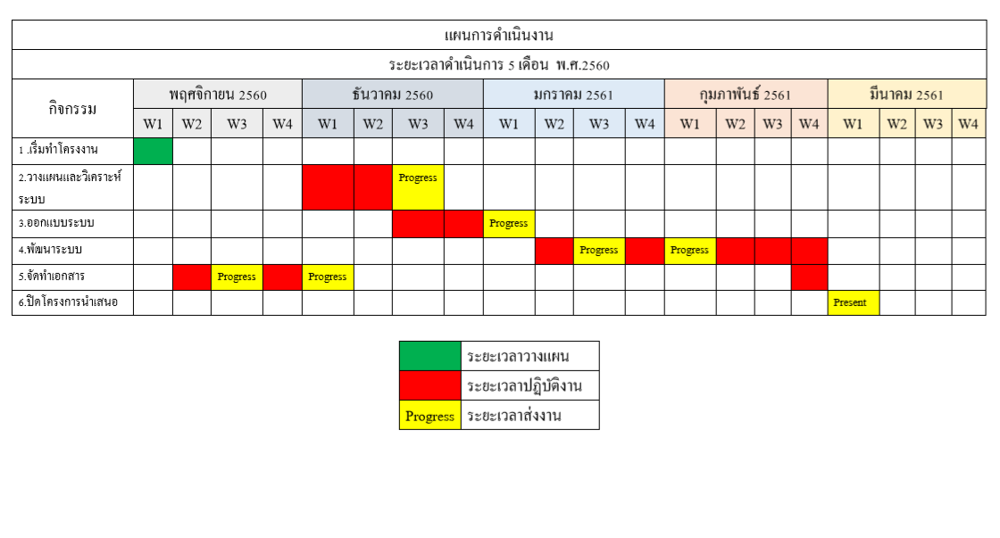 แผนการดำเนินงาน
ระยะเวลาดำเนินการ 5 เดือน พ.ศ.2560
กิจกรรม
พฤศจิกายน 2560 ธันวาคม 2560 มกราคม 2561 กุมภาพันธ์ 2561 มีนาคม 2561
W1 W2 W3 W4 W1 W2 W3 W4 W1 W2 W3 W4 W1 W2 W3 W4 W1 W2 W3 W4
1 .เริ่มทำโครงงาน
2.วางแผนและวิเคราะห์ Progress
ระบบ
3.ออกแบบระบบ Progress
4.พัฒนาระบบ Progress Progress
5.จัดทำเอกสาร Progress Progress
6.ปิดโครงการนำเสนอ Present
ระยะเวลาวางแผน
ระยะเวลาปฏิบัติงาน
Progress ระยะเวลาส่งงาน